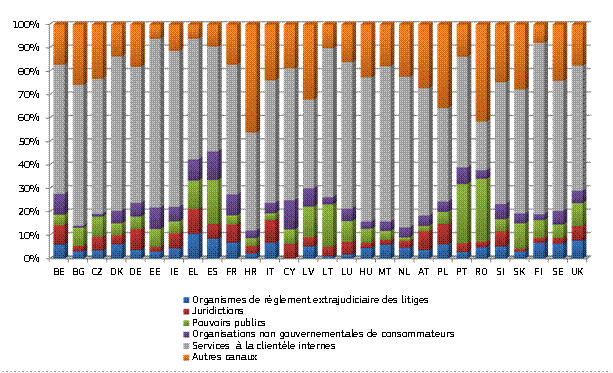 100%
90%
80%
70%
60%
50%
40%
30%
20%
10%
0%
BE BG CZ DK DE EE IE EL ES FR HR IT CY LV LT LU HU MT NL AT PL PT RO SI SK FI SE UK
Organismes de règlement extrajudiciaire des litiges
Juridictions
Pouvoirs publics
Organisations non gouvernementales de consommateurs
Services à la clientèle internes
Autres canaux